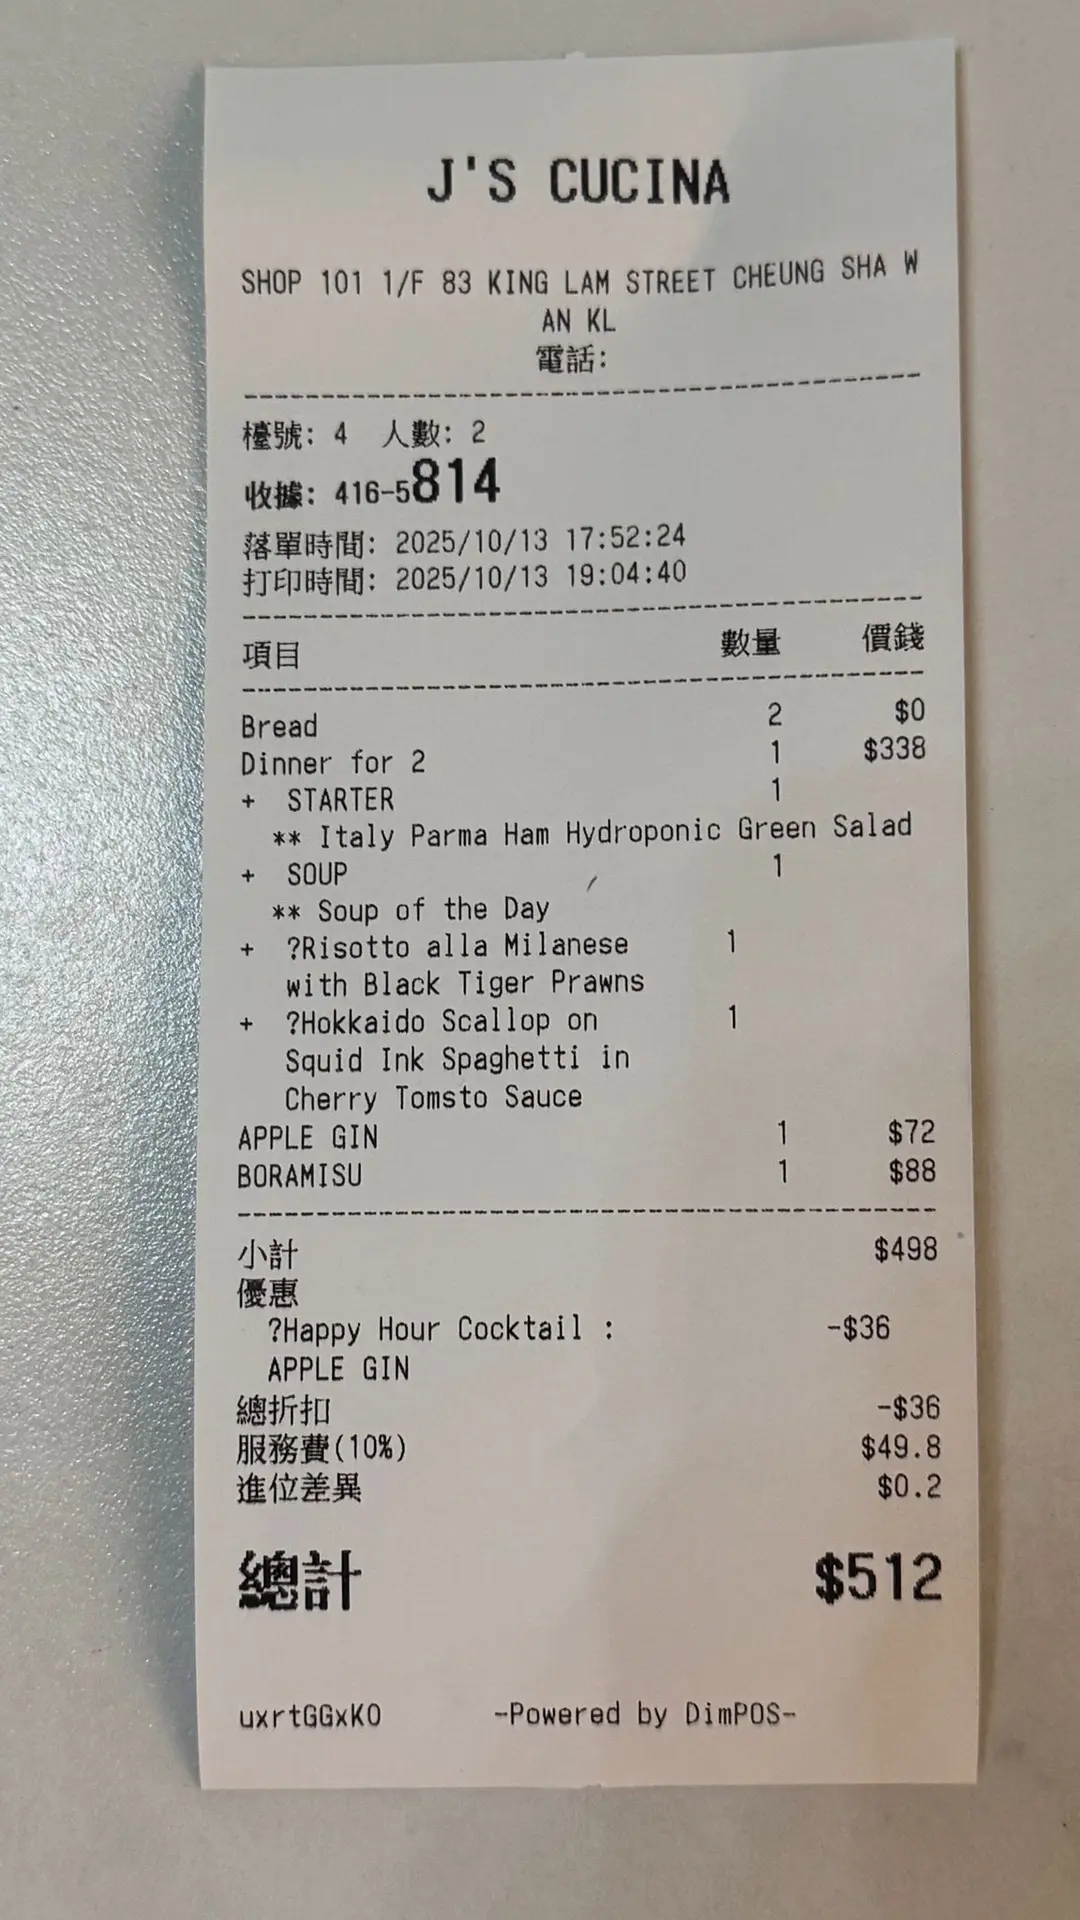 J'S CUCINA
SHOP 101 1/F 83 KING LAM STREET CHEUNG SHA W
AN KL
電話:
檯號: 4 人數: 2
收據: 416-5814
落單時間: 2025/10/13 17:52:24
打印時間: 2025/10/13 19:04:40
項目 數量 價錢
Bread 2 $0
Dinner for 2 1 $338
+ STARTER 1
** Italy Parma Ham Hydroponic Green Salad
+ SOUP 1
** Soup of the Day
+ ?Risotto alla Milanese 1
with Black Tiger Prawns
+ ?Hokkaido Scallop on 1
Squid Ink Spaghetti in
Cherry Tomsto Sauce
APPLE GIN 1 $72
BORAMISU 1 $88
小計 $498
優惠
?Happy Hour Cocktail : -$36
APPLE GIN
總折扣 -$36
服務費(10%) $49.8
進位差異 $0.2
總計 $512
uxrtGGxKO -Powered by DimPOS-